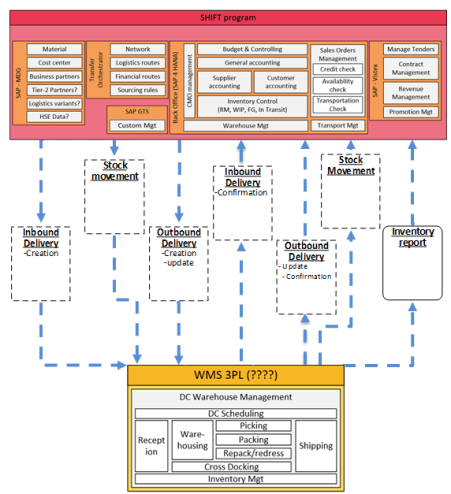 SHIFT program
SAP - MDG
Material
Cost center
Business partners
Tier-2 Partners?
Logistics variants?
HSE Data?
Transfer
Orchestrator
Network
Logistics routes
Financial routes
Sourcing rules
SAP GTS
Custom Mgt
Back Office (SAP 4 HANA)
CMO management
Budget & Controlling
General accounting
Supplier
accounting
Customer
accounting
Inventory Control
(RM, WIP, FG, In Transit)
Warehouse Mgt
Sales Orders
Management
Credit check
Availability
check
Transportation
Check
Transport Mgt
SAP - Vistex
Manage Tenders
Contract
Management
Revenue
Management
Promotion Mgt
Stock
movement
Inbound
Delivery
-Confirmation
Stock
Movement
Inbound
Delivery
-Creation
Outbound
Delivery
-Creation
-update
Outbound
Delivery
- Update
- Confirmation
Inventory
report
WMS 3PL (????)
DC Warehouse Management
DC Scheduling
Recept
ion
Ware-
housing
Picking
Packing
Repack/redress
Shipping
Cross Docking
Inventory Mgt